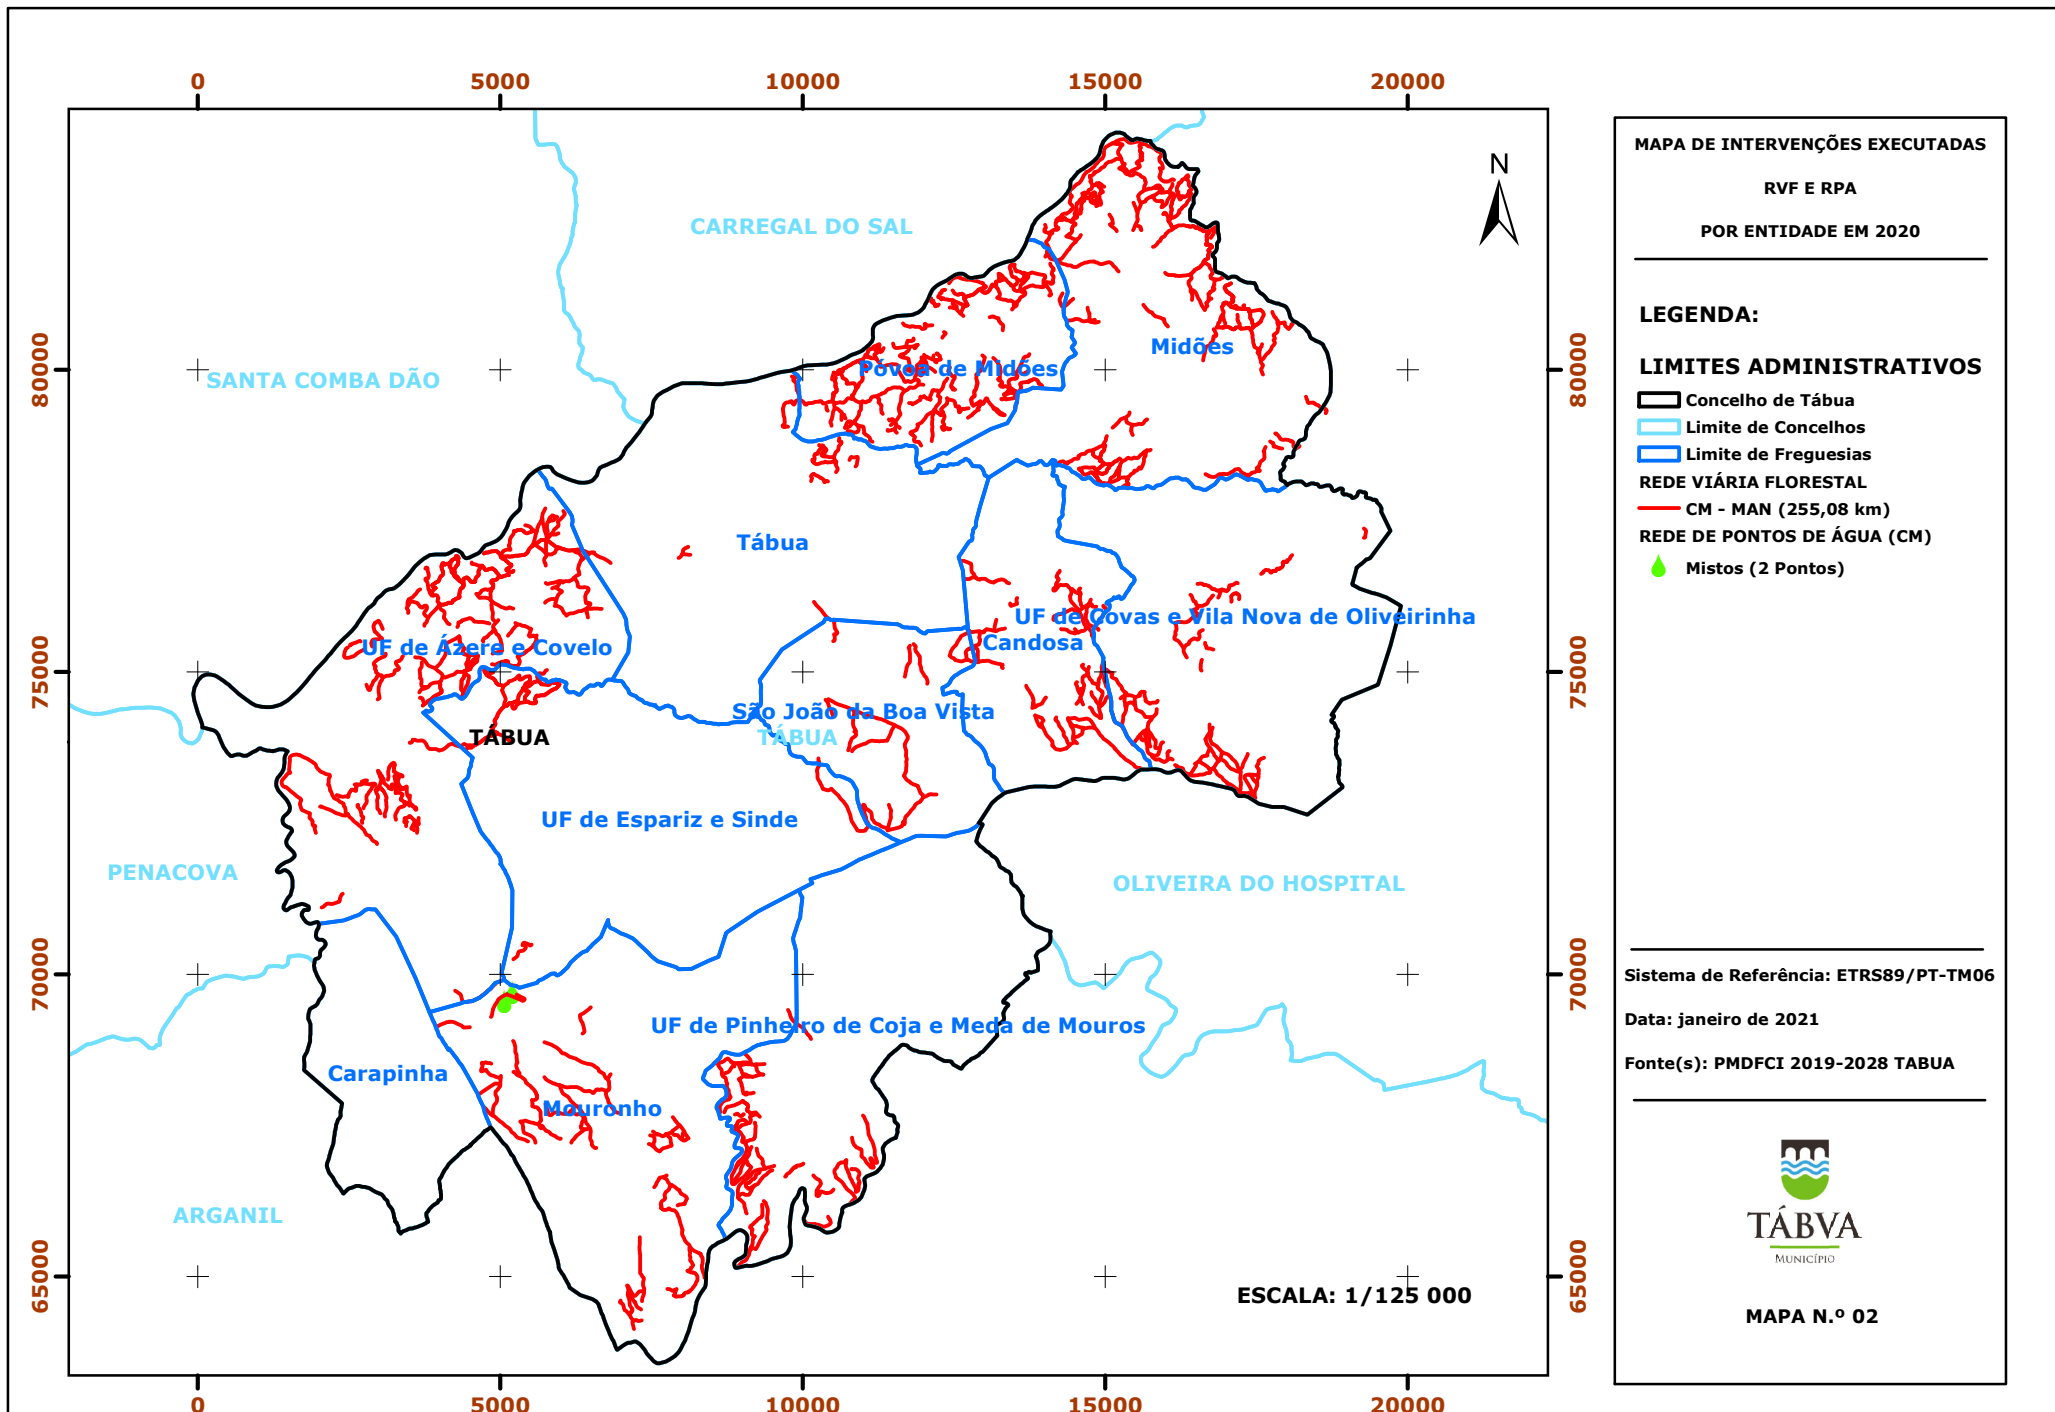 0 5000 10000 15000 20000
80000 80000
75000 75000
70000 70000
65000 65000
N
CARREGAL DO SAL
SANTA COMBA DÃO
Midões
Póvoa de Midões
Tábua
UF de Covas e Vila Nova de Oliveirinha
Candosa
UF de Ázere e Covelo
São João da Boa Vista
TÁBUA
TÁBUA
UF de Espariz e Sinde
PENACOVA
OLIVEIRA DO HOSPITAL
UF de Pinheiro de Coja e Meda de Mouros
Carapinha
Mouronho
ARGANIL
ESCALA: 1/125 000
0 5000 10000 15000 20000
MAPA DE INTERVENÇÕES EXECUTADAS
RVF E RPA
POR ENTIDADE EM 2020
LEGENDA:
LIMITES ADMINISTRATIVOS
Concelho de Tábua
Limite de Concelhos
Limite de Freguesias
REDE VIÁRIA FLORESTAL
CM - MAN (255,08 km)
REDE DE PONTOS DE ÁGUA (CM)
Mistos (2 Pontos)
Sistema de Referência: ETRS89/PT-TM06
Data: janeiro de 2021
Fonte(s): PMDFCI 2019-2028 TABUA
TÁBVA
MUNICÍPIO
MAPA N.º 02